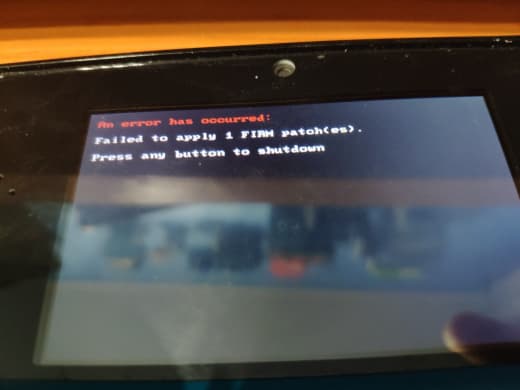 An error has occurred:
Failed to apply 1 FIRM patch(es).
Press any button to shutdown